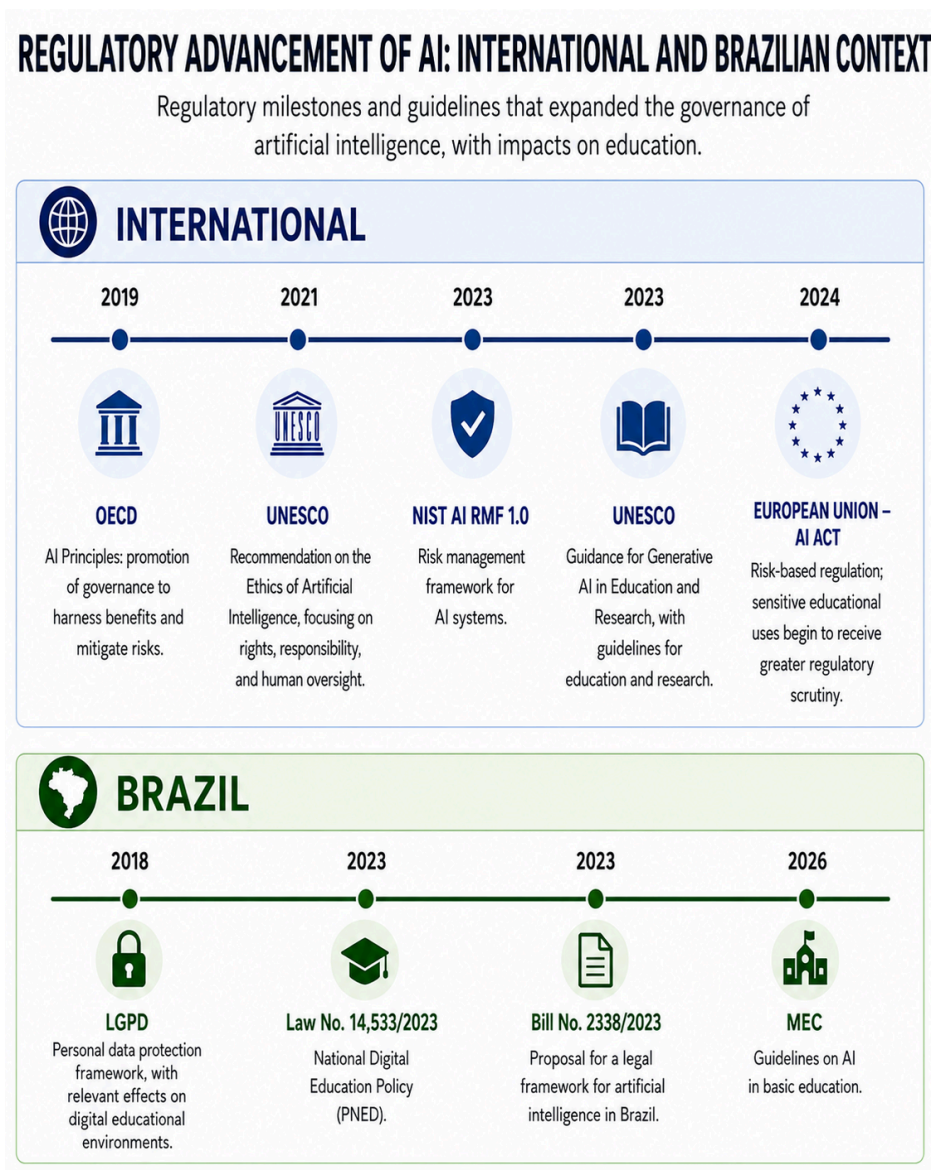 REGULATORY ADVANCEMENT OF AI: INTERNATIONAL AND BRAZILIAN CONTEXT
Regulatory milestones and guidelines that expanded the governance of
artificial intelligence, with impacts on education.
INTERNATIONAL
2019
2021
2023
2023
2024
UNESCO
OECD
AI Principles: promotion
of governance to
harness benefits and
mitigate risks.
UNESCO
Recommendation on the
Ethics of Artificial
Intelligence, focusing on
rights, responsibility,
and human oversight.
NIST AI RMF 1.0
Risk management
framework for
AI systems.
UNESCO
Guidance for Generative
AI in Education and
Research, with
guidelines for
education and research.
EUROPEAN UNION –
AI ACT
Risk-based regulation;
sensitive educational
uses begin to receive
greater regulatory
scrutiny.
BRAZIL
2018
2023
2023
2026
LGPD
Personal data protection
framework, with
relevant effects on
digital educational
environments.
Law No. 14,533/2023
National Digital
Education Policy
(PNED).
Bill No. 2338/2023
Proposal for a legal
framework for artificial
intelligence in Brazil.
MEC
Guidelines on AI
in basic education.